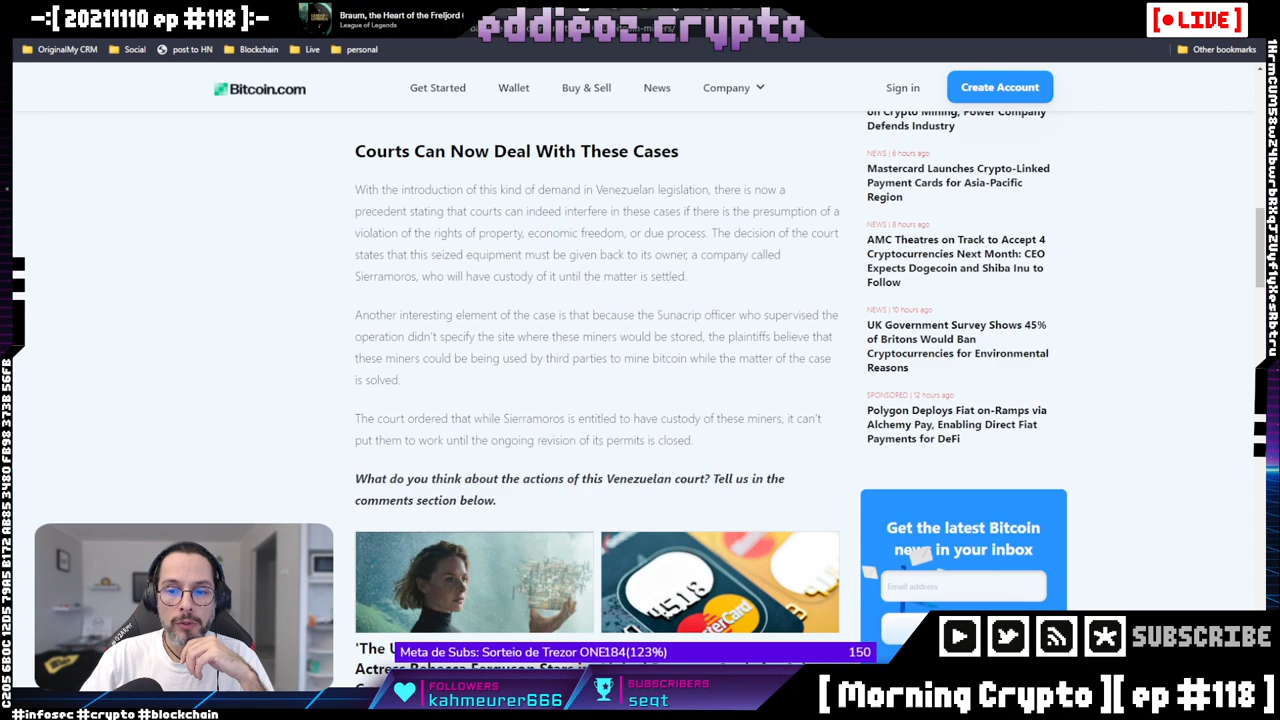 -:[ 20211110 ep #118 ]:-
Braum, the Heart of the Freljord
League of Legends
eddieoz.crypto
[ LIVE ]
OriginalMy CRM
Social
post to HN
Blockchain
Live
personal
Other bookmarks
Bitcoin.com
Get Started
Wallet
Buy & Sell
News
Company
Sign in
Create Account
Courts Can Now Deal With These Cases
With the introduction of this kind of demand in Venezuelan legislation, there is now a
precedent stating that courts can indeed interfere in these cases if there is the presumption of a
violation of the rights of property, economic freedom, or due process. The decision of the court
states that this seized equipment must be given back to its owner, a company called
Sierramoros, who will have custody of it until the matter is settled.
Another interesting element of the case is that because the Sunacrip officer who supervised the
operation didn't specify the site where these miners would be stored, the plaintiffs believe that
these miners could be being used by third parties to mine bitcoin while the matter of the case
is solved.
The court ordered that while Sierramoros is entitled to have custody of these miners, it can't
put them to work until the ongoing revision of its permits is closed.
What do you think about the actions of this Venezuelan court? Tell us in the
comments section below.
on Crypto Mining, Power Company
Defends Industry
NEWS | 6 hours ago
Mastercard Launches Crypto-Linked
Payment Cards for Asia-Pacific
Region
NEWS | 8 hours ago
AMC Theatres on Track to Accept 4
Cryptocurrencies Next Month: CEO
Expects Dogecoin and Shiba Inu to
Follow
NEWS | 10 hours ago
UK Government Survey Shows 45%
of Britons Would Ban
Cryptocurrencies for Environmental
Reasons
SPONSORED | 12 hours ago
Polygon Deploys Fiat on-Ramps via
Alchemy Pay, Enabling Direct Fiat
Payments for DeFi
Get the latest Bitcoin
news in your inbox
Email address
4518
MasterCard
'The U
Actress Rebecca Ferguson Stars in
Meta de Subs: Sorteio de Trezor ONE184(123%)
150
FOLLOWERS
kahmeurer666
SUBSCRIBERS
seqt
SUBSCRIBE
[ Morning Crypto ][ ep #118 ]
#infosec #crypto #blockchain